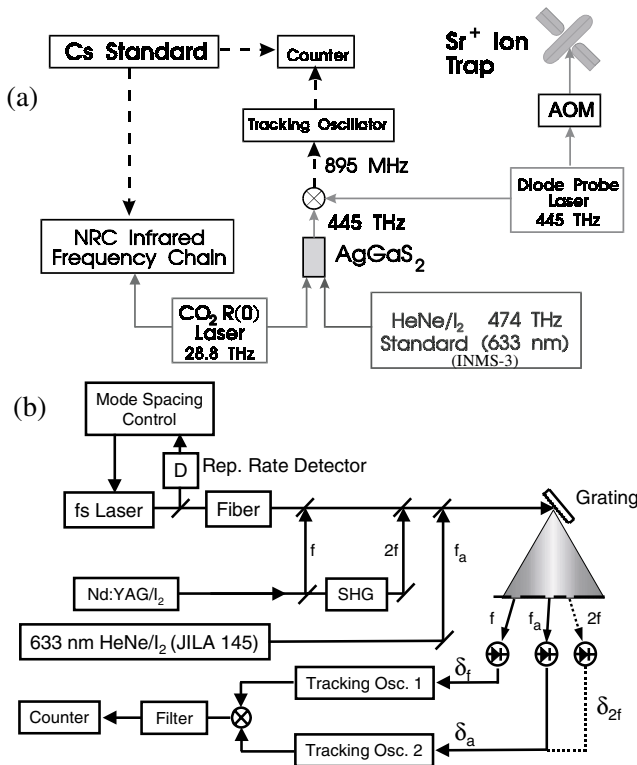 (a)
Cs Standard
Counter
Sr+ Ion
Trap
Tracking Oscillator
AOM
895 MHz
Diode Probe
Laser
445 THz
445 THz
NRC Infrared
Frequency Chain
AgGaS2
CO2 R(0)
Laser
28.8 THz
HeNe/I2 474 THz
Standard (633 nm)
(INMS-3)
(b)
Mode Spacing
Control
D
Rep. Rate Detector
fs Laser
Fiber
Grating
f
2f
fa
Nd:YAG/I2
SHG
f
fa
2f
633 nm HeNe/I2 (JILA 145)
Tracking Osc. 1
δf
δ2f
Counter
Filter
Tracking Osc. 2
δa